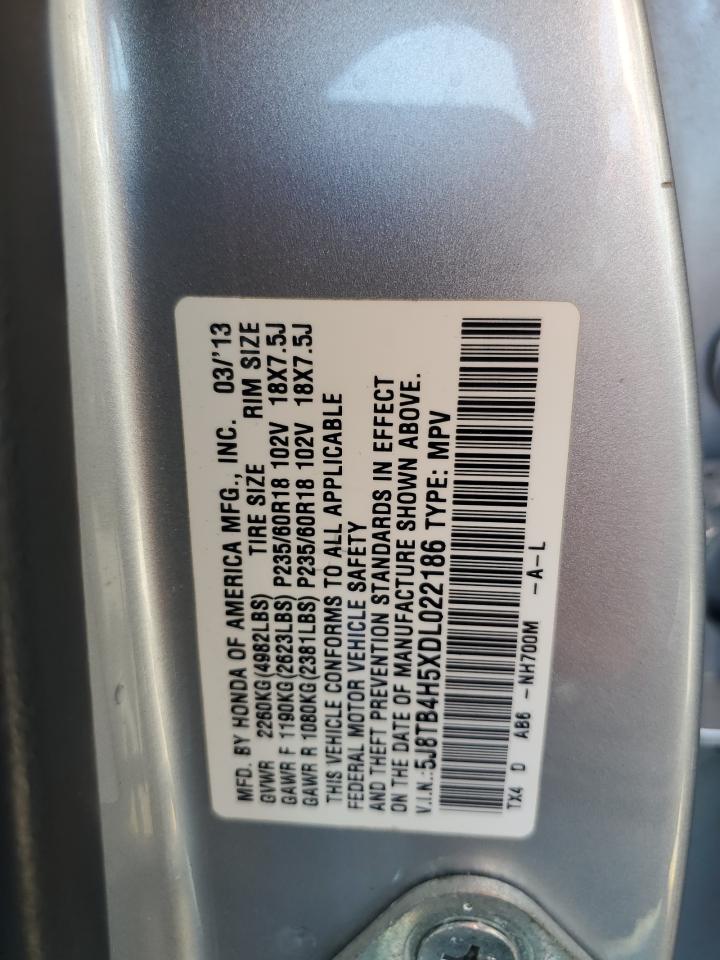 MFD. BY HONDA OF AMERICA MFG., INC. 03/'13
GVWR 2260KG(4982LBS) TIRE SIZE RIM SIZE
GAWR F 1190KG(2623LBS) P235/60R18 102V 18X7.5J
GAWR R 1080KG(2381LBS) P235/60R18 102V 18X7.5J
THIS VEHICLE CONFORMS TO ALL APPLICABLE
FEDERAL MOTOR VEHICLE SAFETY
AND THEFT PREVENTION STANDARDS IN EFFECT
ON THE DATE OF MANUFACTURE SHOWN ABOVE.
V.I.N.:5J8TB4H5XDL022186 TYPE: MPV
TX4 D AB6 -NH700M -A-L